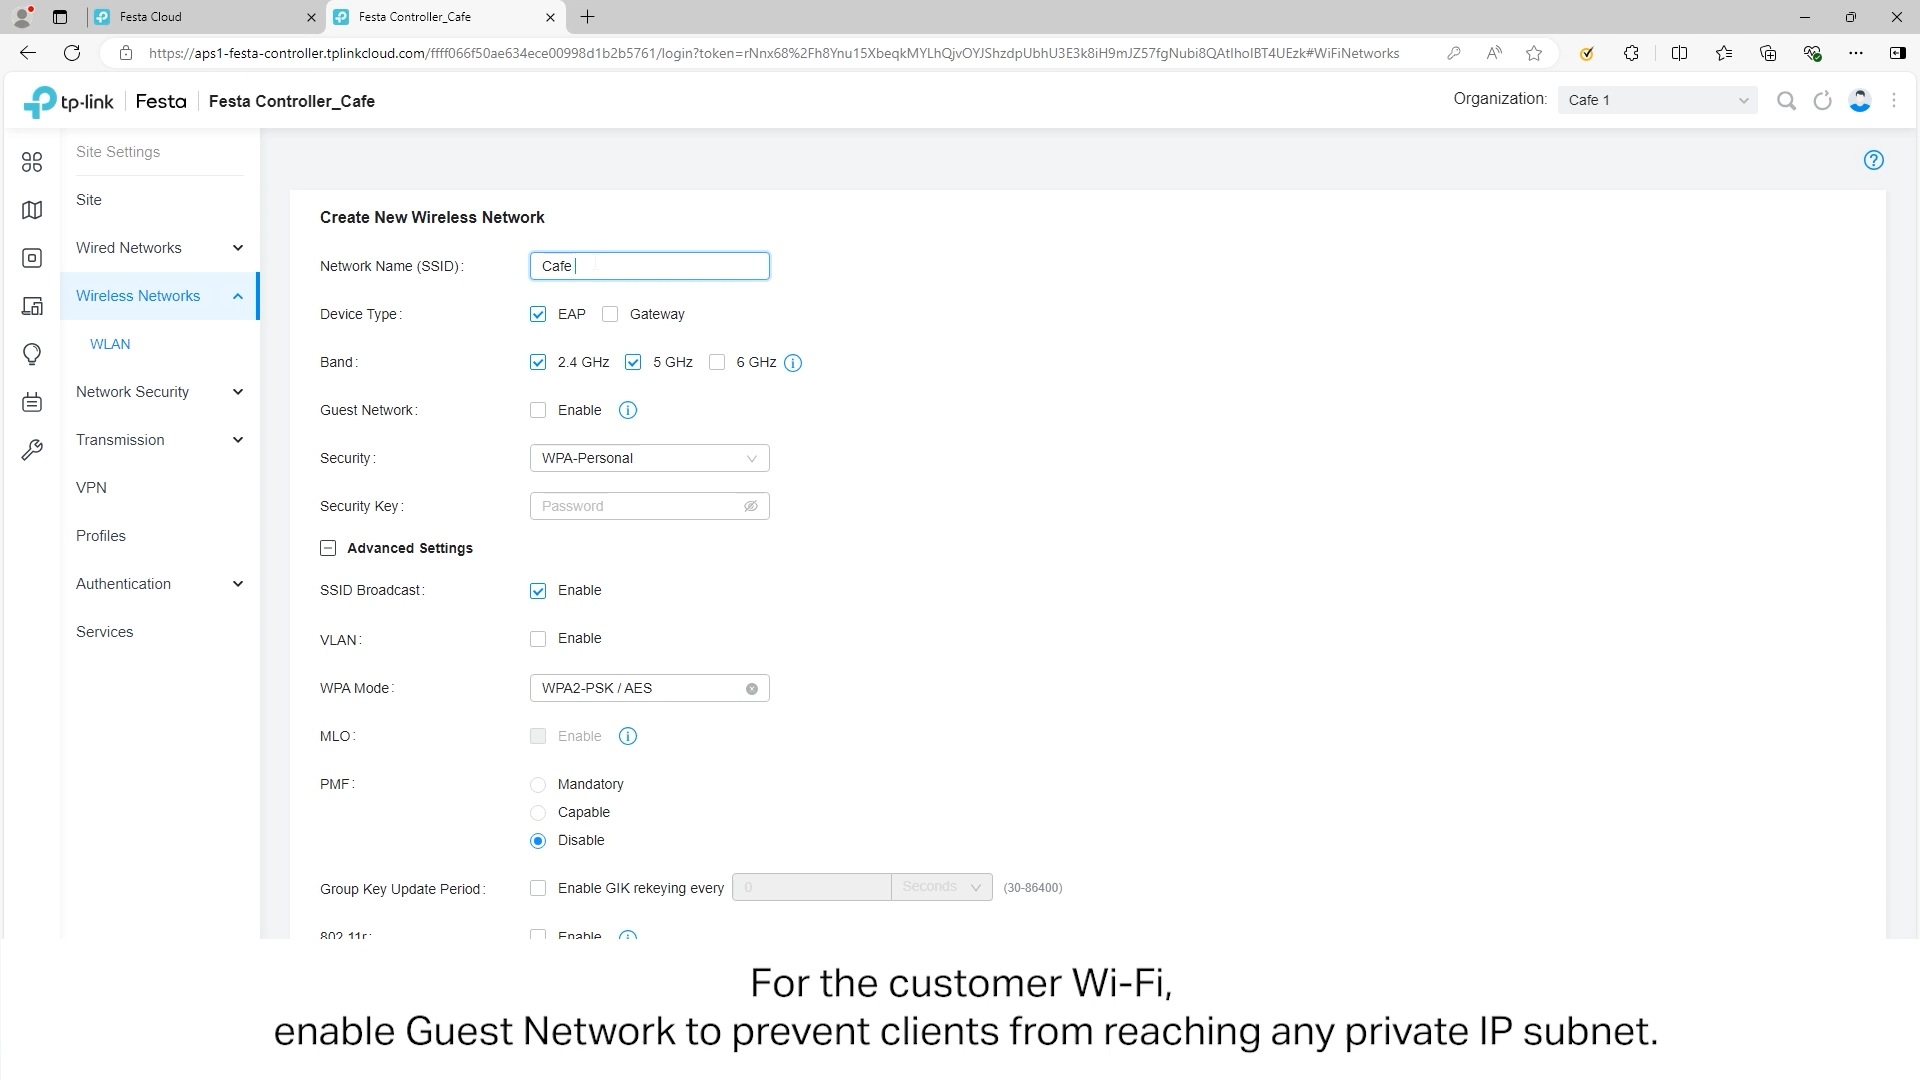 Festa Cloud
Festa Controller_Cafe
https://aps1-festa-controller.tplinkcloud.com/ffff066f50ae634ece00998d1b2b5761/login?token=rNnx68%2Fh8Ynu15XbeqkMYLhQjvOYJShzdpUbhU3E3k8iH9mJZ57fgNubi8QAtIhoIBT4UEzk#WiFiNetworks
tp-link
Festa
Festa Controller_Cafe
Organization:
Cafe 1
Site Settings
Site
Wired Networks
Wireless Networks
WLAN
Network Security
Transmission
VPN
Profiles
Authentication
Services
Create New Wireless Network
Network Name (SSID): Cafe
Device Type: EAP Gateway
Band: 2.4 GHz 5 GHz 6 GHz
Guest Network: Enable
Security: WPA-Personal
Security Key: Password
Advanced Settings
SSID Broadcast: Enable
VLAN: Enable
WPA Mode: WPA2-PSK / AES
MLO: Enable
PMF: Mandatory
Capable
Disable
Group Key Update Period: Enable GIK rekeying every 0 Seconds (30-86400)
802.11r: Enable
For the customer Wi-Fi,
enable Guest Network to prevent clients from reaching any private IP subnet.